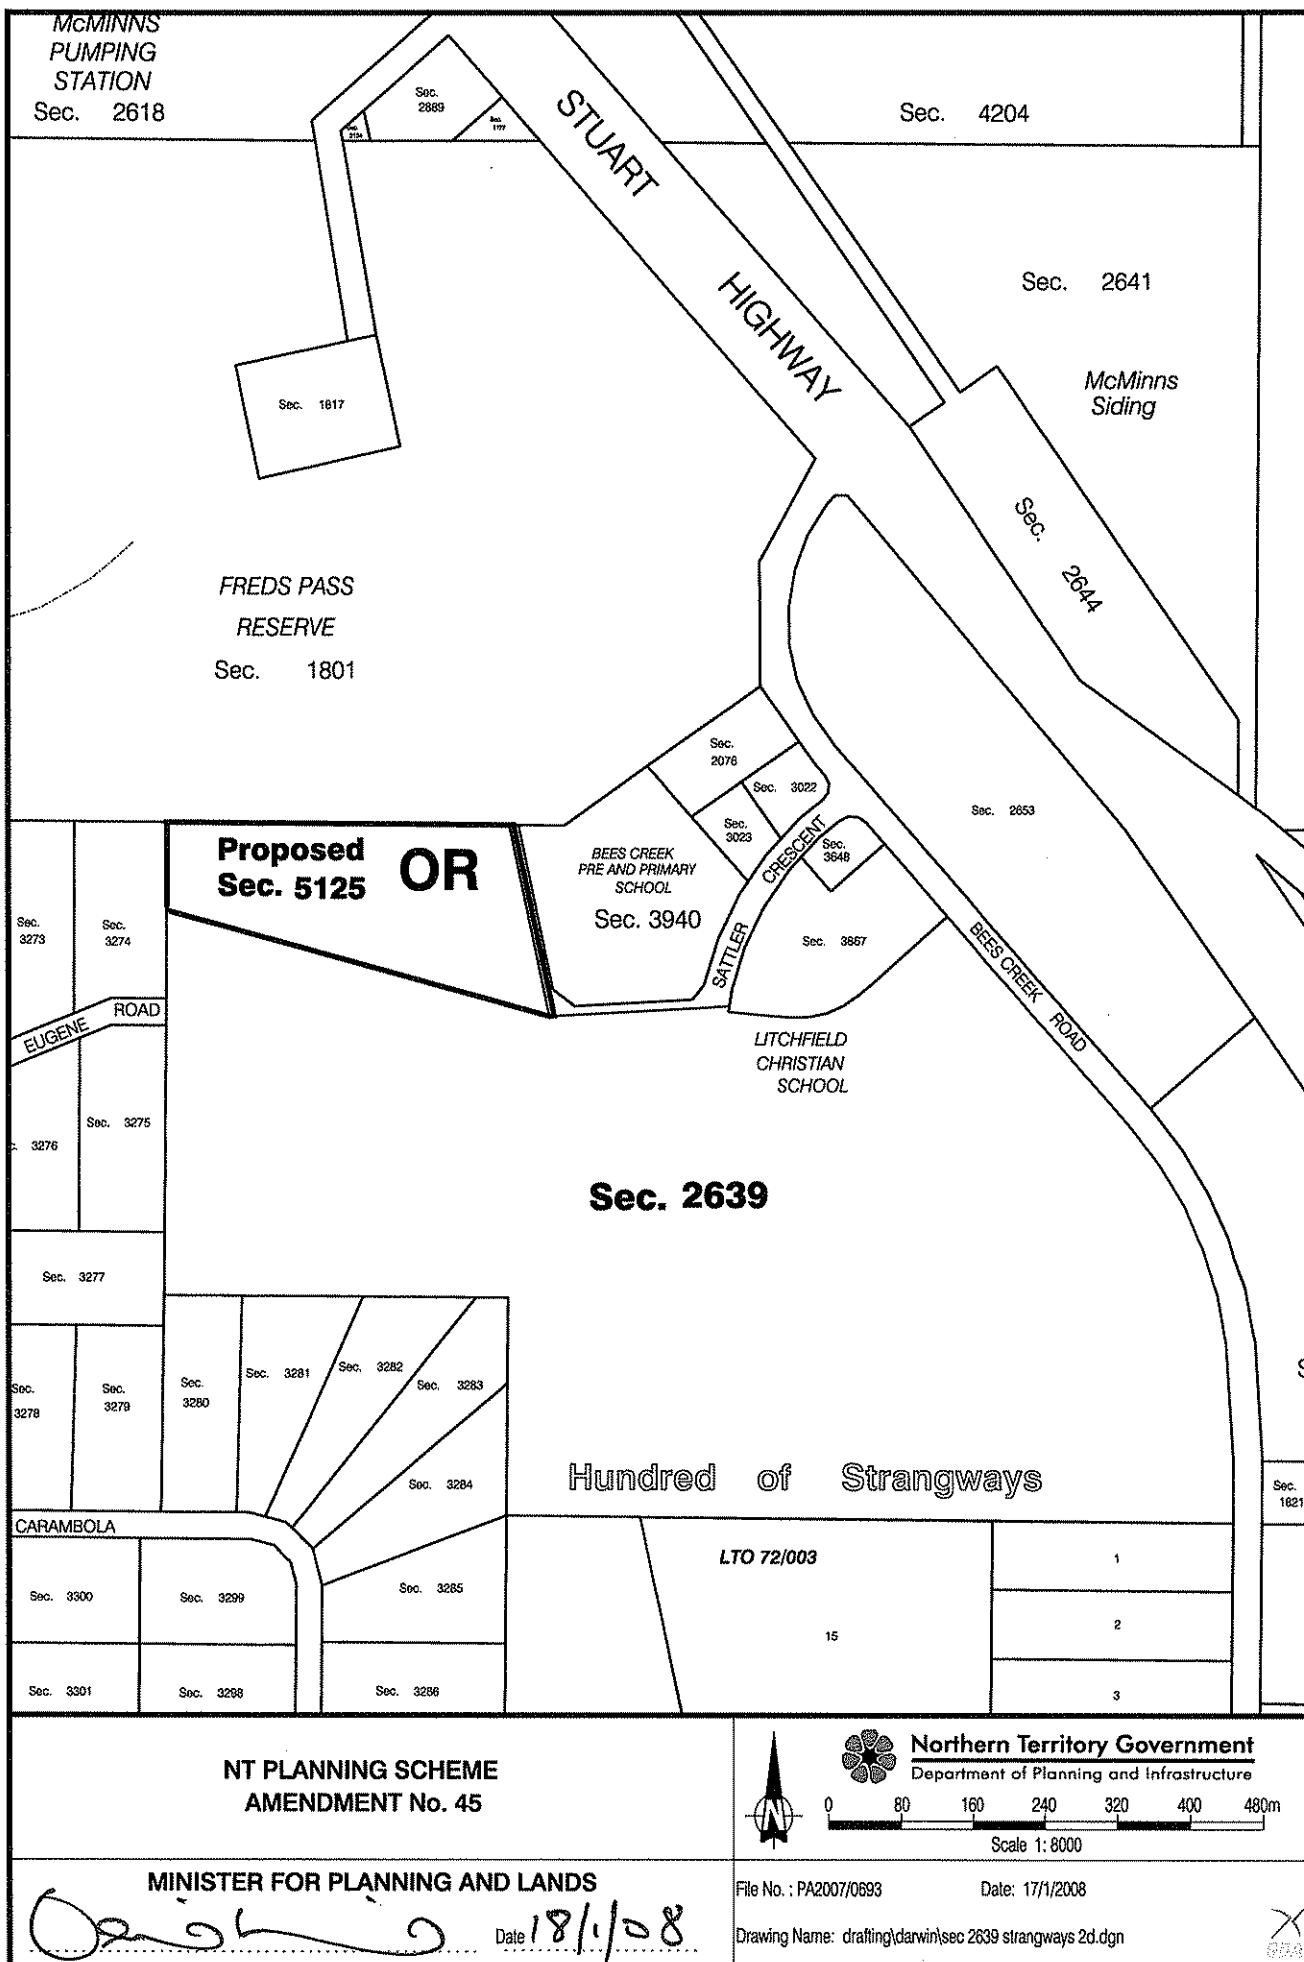 McMINNS
PUMPING
STATION
Sec. 2618
Sec.
2889
Sec. 4204
STUART
HIGHWAY
Sec. 2641
McMinns
Siding
Sec. 1817
Sec. 2644
FREDS PASS
RESERVE
Sec. 1801
Sec.
2076
Sec. 3022
Sec.
3023
CRESCENT
Sec.
3648
Sec. 2653
Proposed
Sec. 5125
OR
BEES CREEK
PRE AND PRIMARY
SCHOOL
Sec. 3940
SATTLER
Sec. 3867
BEES CREEK ROAD
Sec.
3273
Sec.
3274
EUGENE ROAD
LITCHFIELD
CHRISTIAN
SCHOOL
c. 3276
Sec. 3275
Sec. 2639
Sec. 3277
Sec.
3278
Sec.
3279
Sec.
3280
Sec. 3281
Sec. 3282
Sec. 3283
Sec. 3284
Hundred of Strangways
Sec.
1821
CARAMBOLA
LTO 72/003
Sec. 3285
Sec. 3300
Sec. 3299
15
1
2
3
Sec. 3301
Sec. 3298
Sec. 3286
NT PLANNING SCHEME
AMENDMENT No. 45
N
Northern Territory Government
Department of Planning and Infrastructure
0 80 160 240 320 400 480m
Scale 1: 8000
MINISTER FOR PLANNING AND LANDS
Date 18/1/08
File No. : PA2007/0693 Date: 17/1/2008
Drawing Name: drafting\darwin\sec 2639 strangways 2d.dgn